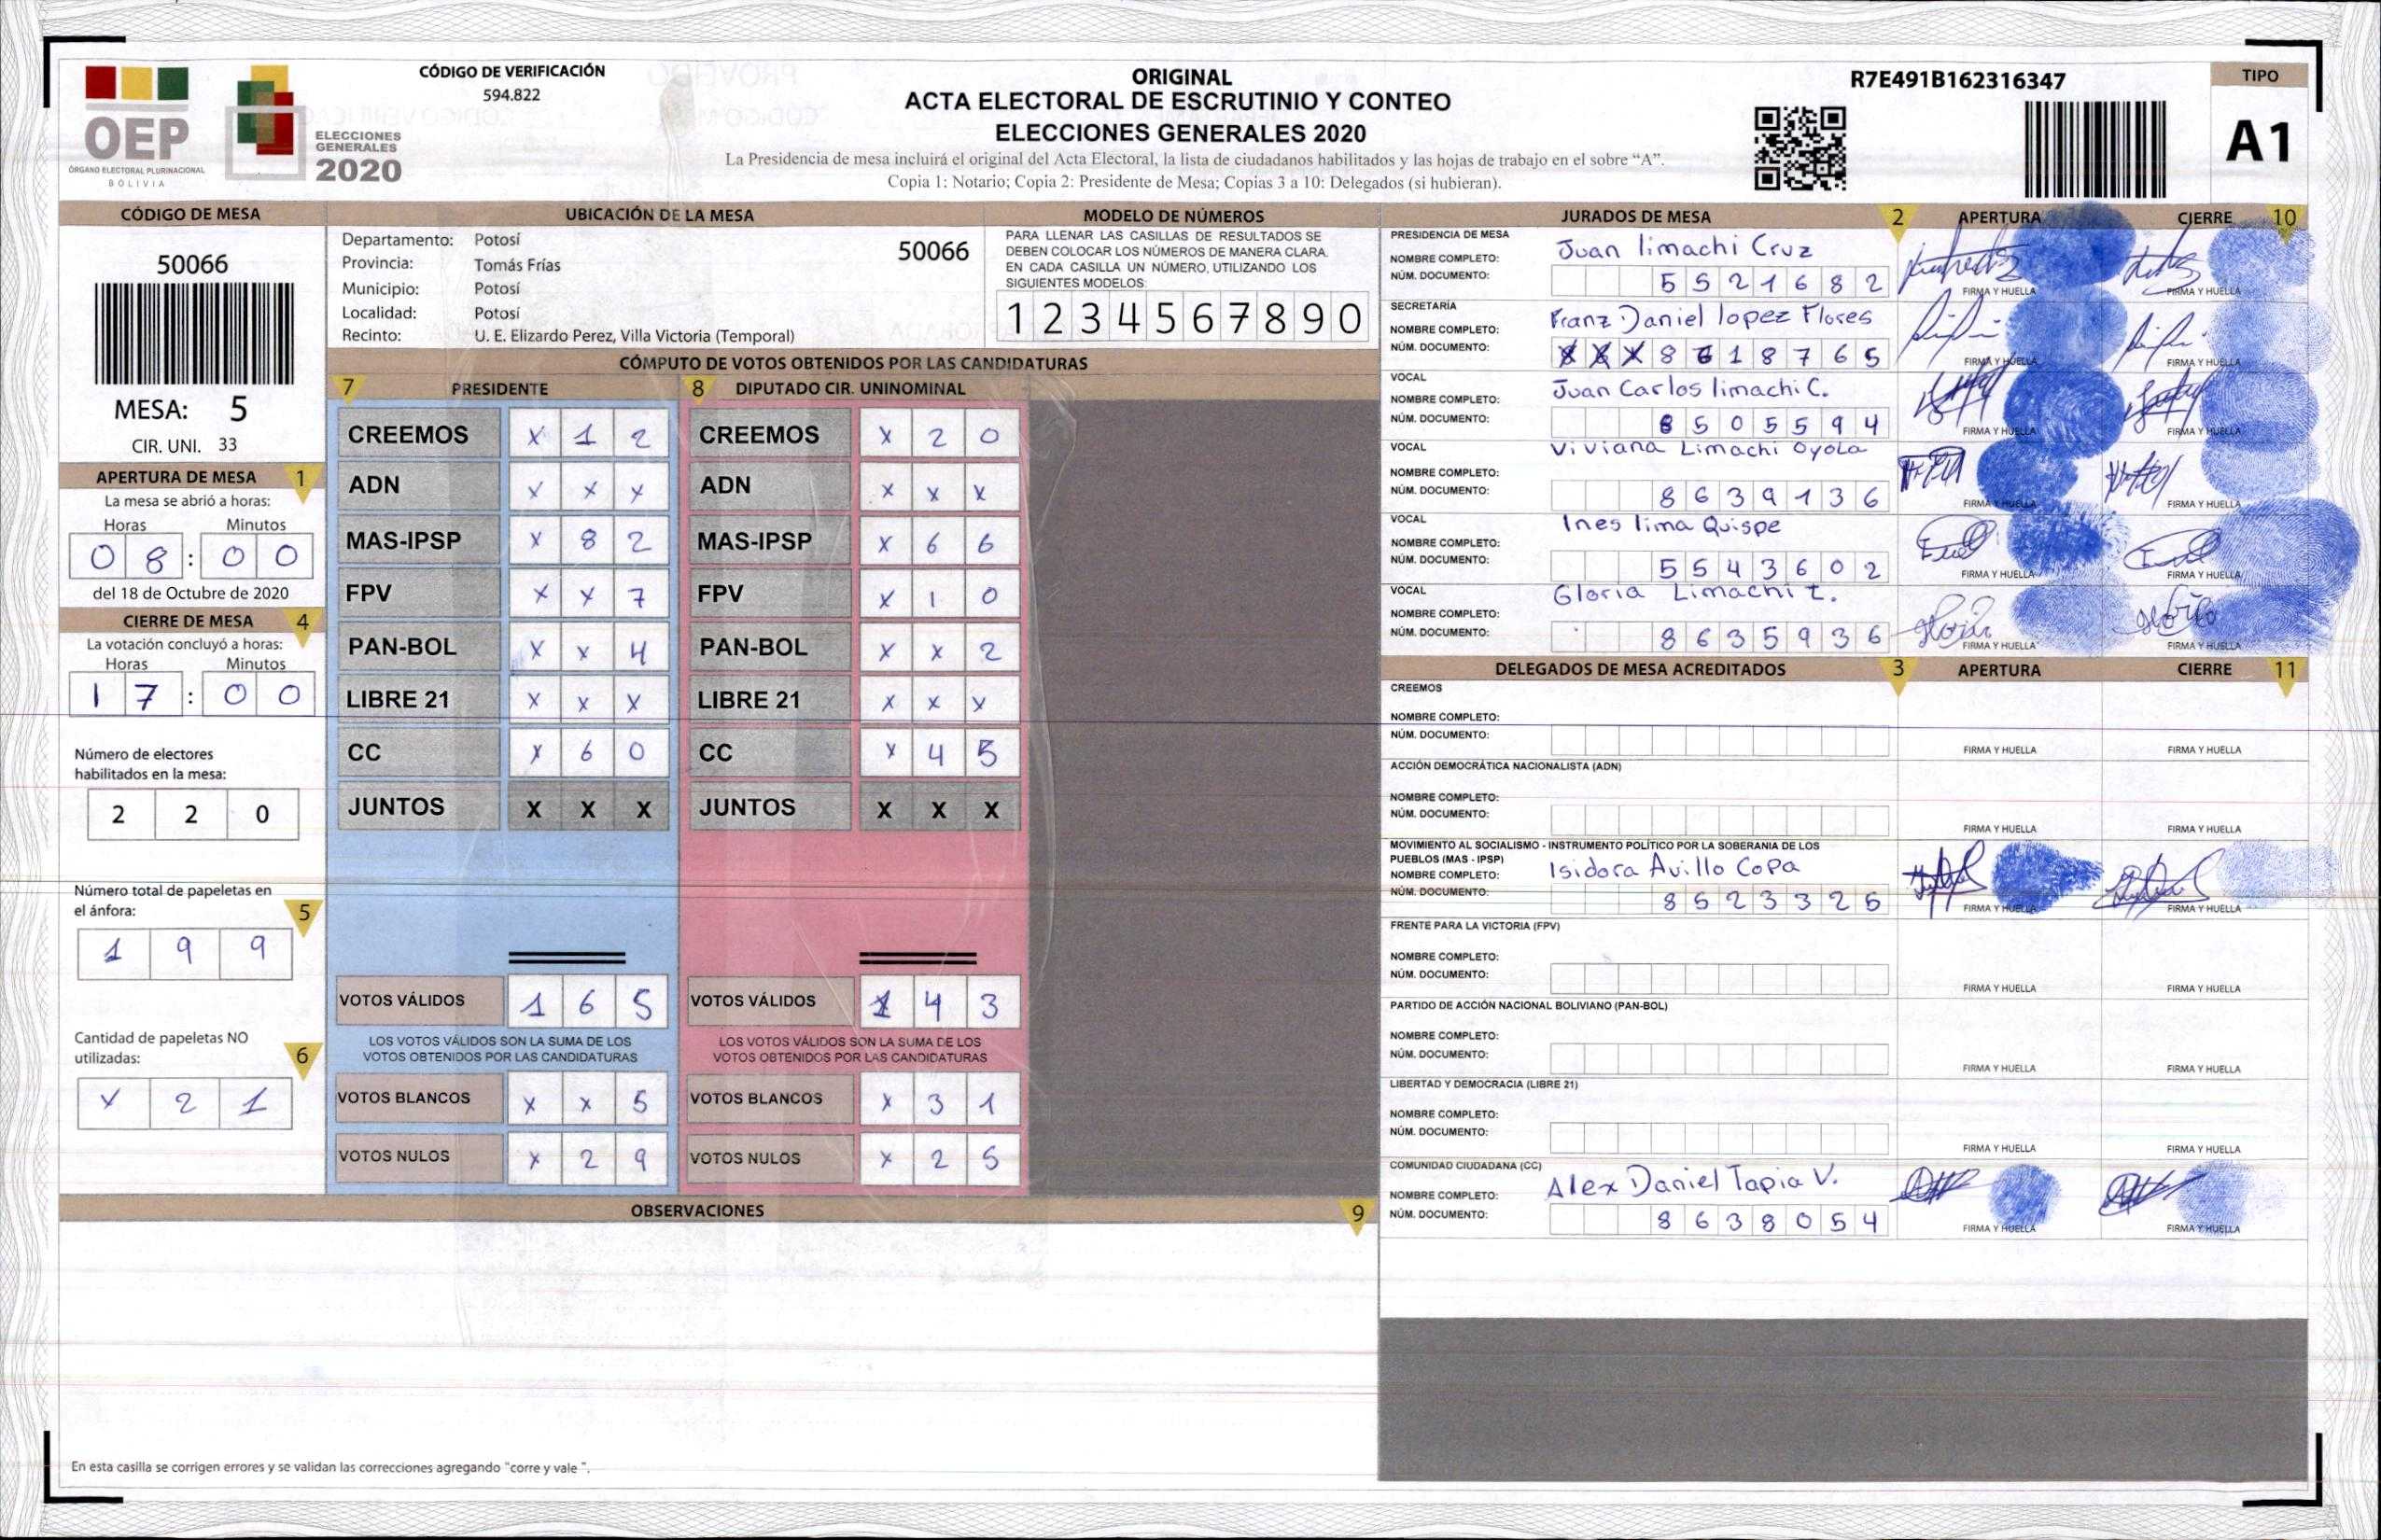 CÓDIGO DE VERIFICACIÓN
594.822
OEP
ÓRGANO ELECTORAL PLURINACIONAL
BOLIVIA
ELECCIONES
GENERALES
2020
ORIGINAL
ACTA ELECTORAL DE ESCRUTINIO Y CONTEO
ELECCIONES GENERALES 2020
La Presidencia de mesa incluirá el original del Acta Electoral, la lista de ciudadanos habilitados y las hojas de trabajo en el sobre “A”.
Copia 1: Notario; Copia 2: Presidente de Mesa; Copias 3 a 10: Delegados (si hubieran).
R7E491B162316347
TIPO
A1
CÓDIGO DE MESA
50066
MESA: 5
CIR. UNI. 33
APERTURA DE MESA 1
La mesa se abrió a horas:
Horas Minutos
0 8 : 0 0
del 18 de Octubre de 2020
CIERRE DE MESA 4
La votación concluyó a horas:
Horas Minutos
1 7 : 0 0
Número de electores
habilitados en la mesa:
2 2 0
Número total de papeletas en
el ánfora: 5
1 9 9
Cantidad de papeletas NO
utilizadas: 6
X 2 1
UBICACIÓN DE LA MESA
Departamento: Potosí 50066
Provincia: Tomás Frías
Municipio: Potosí
Localidad: Potosí
Recinto: U. E. Elizardo Perez, Villa Victoria (Temporal)
MODELO DE NÚMEROS
PARA LLENAR LAS CASILLAS DE RESULTADOS SE
DEBEN COLOCAR LOS NÚMEROS DE MANERA CLARA.
EN CADA CASILLA UN NÚMERO, UTILIZANDO LOS
SIGUIENTES MODELOS:
1 2 3 4 5 6 7 8 9 0
CÓMPUTO DE VOTOS OBTENIDOS POR LAS CANDIDATURAS
7 PRESIDENTE
CREEMOS X 1 2
ADN X X X
MAS-IPSP X 8 2
FPV X X 7
PAN-BOL X X 4
LIBRE 21 X X X
CC X 6 0
JUNTOS X X X
VOTOS VÁLIDOS 1 6 5
LOS VOTOS VÁLIDOS SON LA SUMA DE LOS
VOTOS OBTENIDOS POR LAS CANDIDATURAS
VOTOS BLANCOS X X 5
VOTOS NULOS X 2 9
8 DIPUTADO CIR. UNINOMINAL
CREEMOS X 2 0
ADN X X X
MAS-IPSP X 6 6
FPV X 1 0
PAN-BOL X X 2
LIBRE 21 X X X
CC X 4 5
JUNTOS X X X
VOTOS VÁLIDOS 1 4 3
LOS VOTOS VÁLIDOS SON LA SUMA DE LOS
VOTOS OBTENIDOS POR LAS CANDIDATURAS
VOTOS BLANCOS X 3 1
VOTOS NULOS X 2 5
OBSERVACIONES 9
En esta casilla se corrigen errores y se validan las correcciones agregando "corre y vale ".
JURADOS DE MESA 2 APERTURA CIERRE 10
PRESIDENCIA DE MESA
NOMBRE COMPLETO: Juan limachi Cruz
NÚM. DOCUMENTO: 5 5 2 1 6 8 2
FIRMA Y HUELLA FIRMA Y HUELLA
SECRETARÍA
NOMBRE COMPLETO: Franz Daniel lopez Flores
NÚM. DOCUMENTO: X X X 8 6 1 8 7 6 5
FIRMA Y HUELLA FIRMA Y HUELLA
VOCAL
NOMBRE COMPLETO: Juan Carlos limachi C.
NÚM. DOCUMENTO: 8 5 0 5 5 9 4
FIRMA Y HUELLA FIRMA Y HUELLA
VOCAL
NOMBRE COMPLETO: Viviana Limachi Oyola
NÚM. DOCUMENTO: 8 6 3 9 1 3 6
FIRMA Y HUELLA FIRMA Y HUELLA
VOCAL
NOMBRE COMPLETO: Ines lima Quispe
NÚM. DOCUMENTO: 5 5 4 3 6 0 2
FIRMA Y HUELLA FIRMA Y HUELLA
VOCAL
NOMBRE COMPLETO: Gloria Limachi t.
NÚM. DOCUMENTO: 8 6 3 5 9 3 6
FIRMA Y HUELLA FIRMA Y HUELLA
DELEGADOS DE MESA ACREDITADOS 3 APERTURA CIERRE 11
CREEMOS
NOMBRE COMPLETO:
NÚM. DOCUMENTO:
FIRMA Y HUELLA FIRMA Y HUELLA
ACCIÓN DEMOCRÁTICA NACIONALISTA (ADN)
NOMBRE COMPLETO:
NÚM. DOCUMENTO:
FIRMA Y HUELLA FIRMA Y HUELLA
MOVIMIENTO AL SOCIALISMO - INSTRUMENTO POLÍTICO POR LA SOBERANIA DE LOS
PUEBLOS (MAS - IPSP)
NOMBRE COMPLETO: Isidora Avillo Copa
NÚM. DOCUMENTO: 8 5 2 3 3 2 5
FIRMA Y HUELLA FIRMA Y HUELLA
FRENTE PARA LA VICTORIA (FPV)
NOMBRE COMPLETO:
NÚM. DOCUMENTO:
FIRMA Y HUELLA FIRMA Y HUELLA
PARTIDO DE ACCIÓN NACIONAL BOLIVIANO (PAN-BOL)
NOMBRE COMPLETO:
NÚM. DOCUMENTO:
FIRMA Y HUELLA FIRMA Y HUELLA
LIBERTAD Y DEMOCRACIA (LIBRE 21)
NOMBRE COMPLETO:
NÚM. DOCUMENTO:
FIRMA Y HUELLA FIRMA Y HUELLA
COMUNIDAD CIUDADANA (CC)
NOMBRE COMPLETO: Alex Daniel Tapia V.
NÚM. DOCUMENTO: 8 6 3 8 0 5 4
FIRMA Y HUELLA FIRMA Y HUELLA